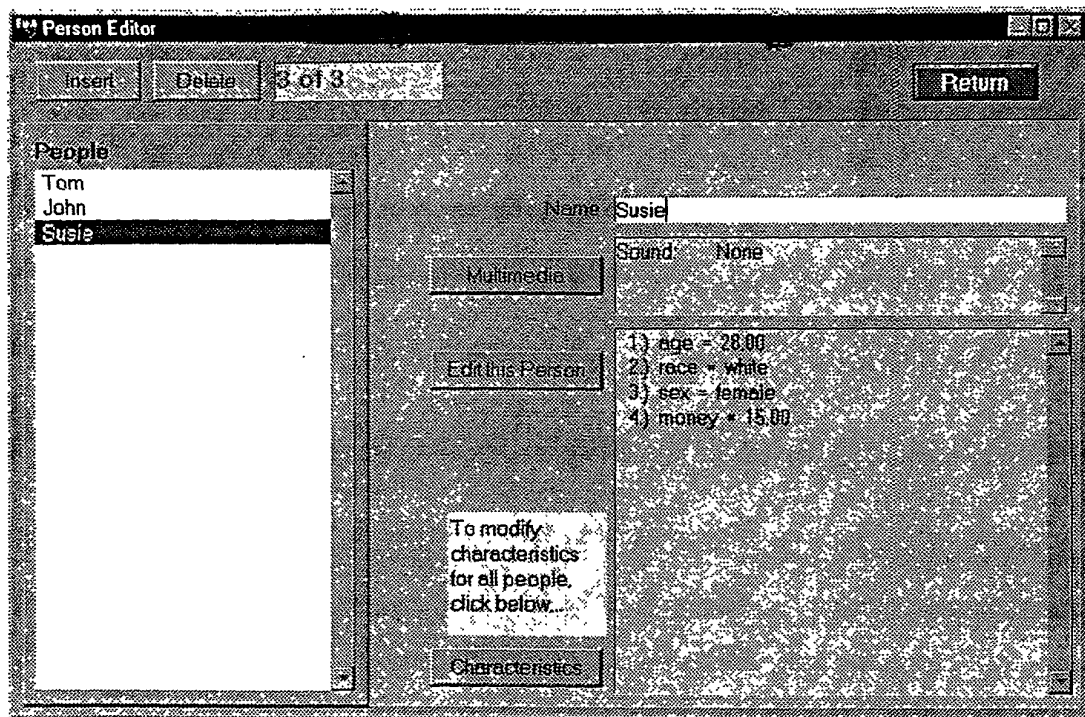 Person Editor
Insert Delete 3 of 3 Return
People
Tom
John
Susie
Name: Susie
Multimedia
Sound: None
Edit this Person
1.) age = 28.00
2.) race = white
3.) sex = female
4.) money = 15.00
To modify
characteristics
for all people,
click below...
Characteristics